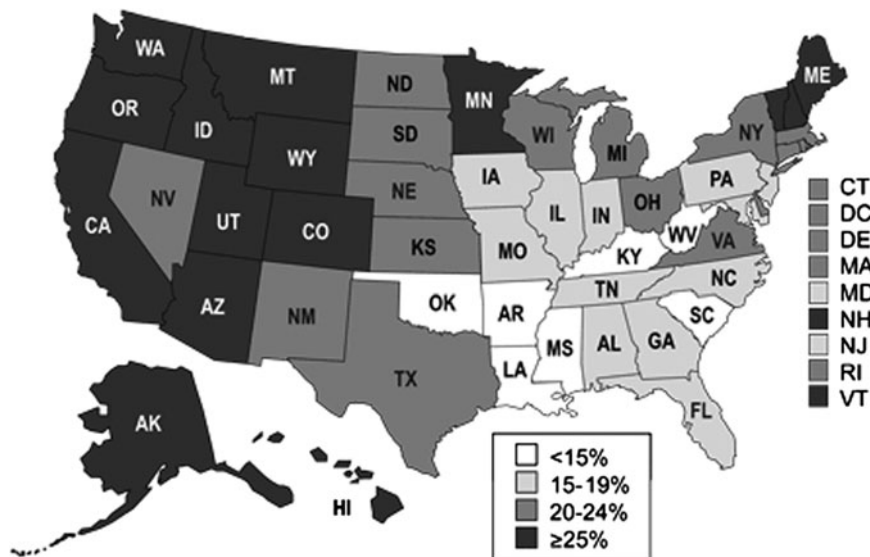 WA
MT
ND
MN
ME
OR
ID
SD
WI
NY
WY
MI
CT
NV
NE
IA
PA
DC
CA
UT
CO
IL
IN
OH
DE
KS
MO
WV
VA
MA
KY
MD
AZ
NM
OK
AR
TN
NC
NH
SC
NJ
MS
AL
GA
RI
TX
LA
VT
FL
AK
HI
<15%
15-19%
20-24%
≥25%